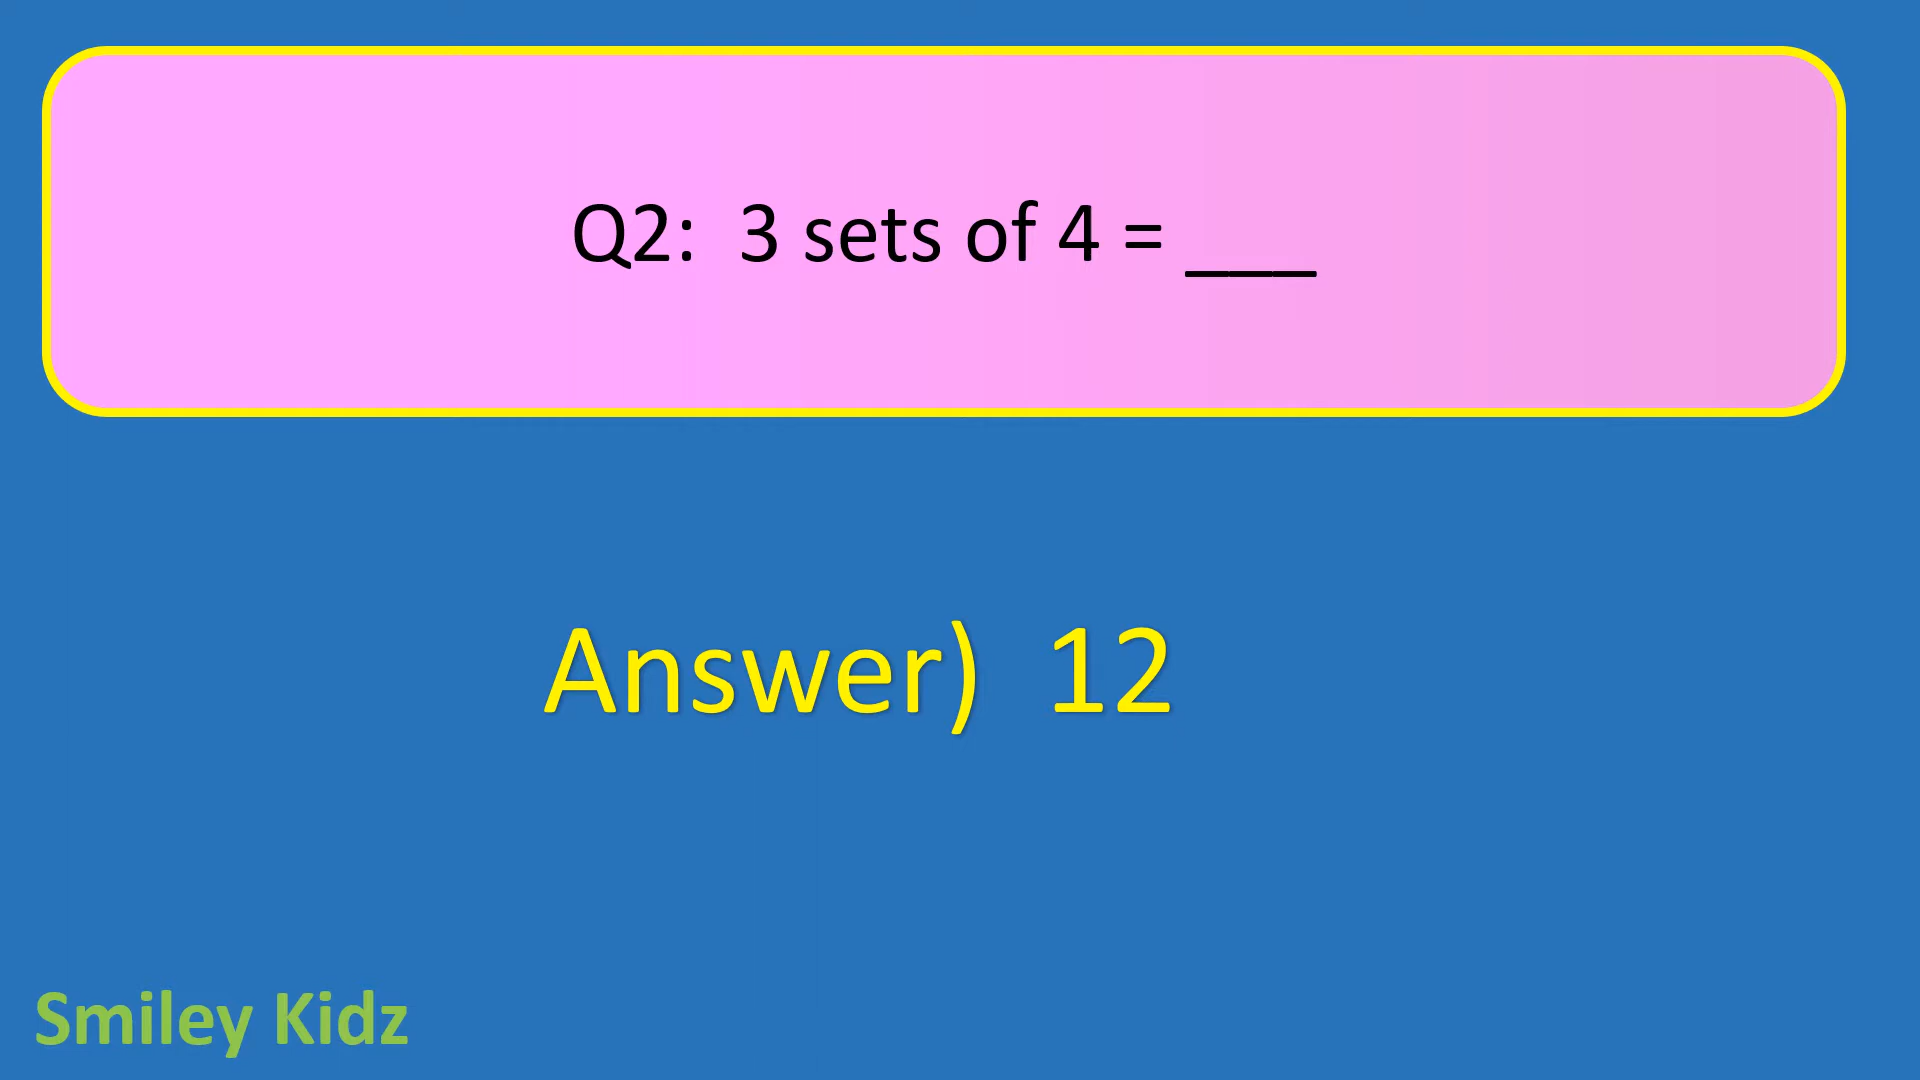 Q2: 3 sets of 4 = ___
Answer) 12
Smiley Kidz